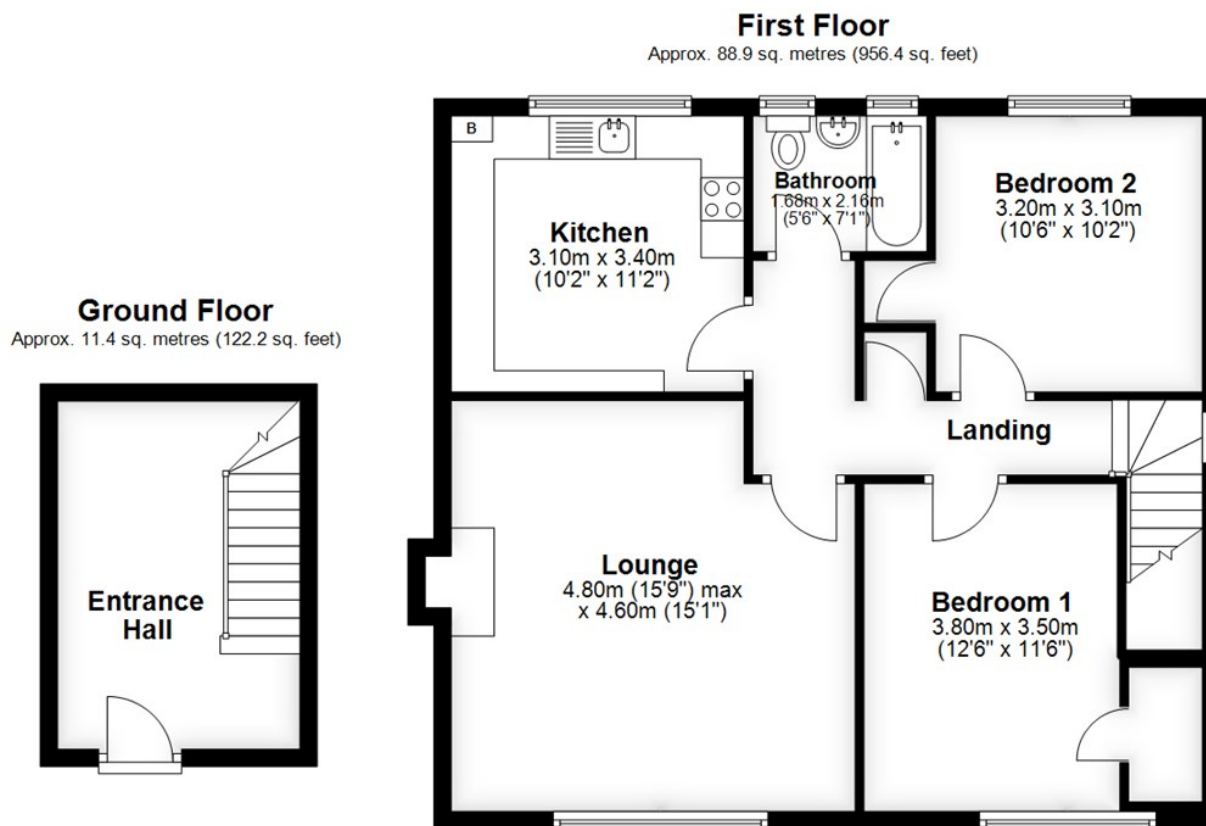 First Floor
Approx. 88.9 sq. metres (956.4 sq. feet)
B
Kitchen
3.10m x 3.40m
(10'2" x 11'2")
Bathroom
1.68m x 2.16m
(5'6" x 7'1")
Bedroom 2
3.20m x 3.10m
(10'6" x 10'2")
Ground Floor
Approx. 11.4 sq. metres (122.2 sq. feet)
Entrance
Hall
Landing
Lounge
4.80m (15'9") max
x 4.60m (15'1")
Bedroom 1
3.80m x 3.50m
(12'6" x 11'6")